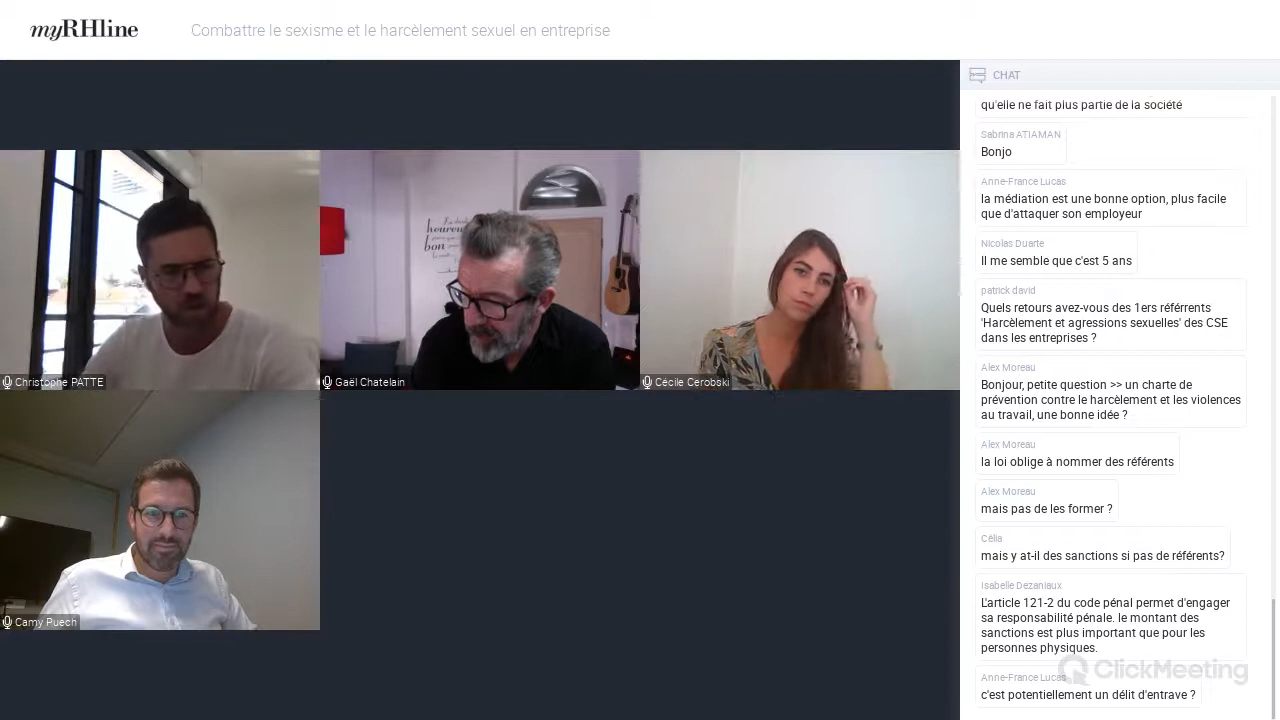 myRHline
Combattre le sexisme et le harcèlement sexuel en entreprise
CHAT
qu'elle ne fait plus partie de la société
Sabrina ATIAMAN
Bonjo
Anne-France Lucas
la médiation est une bonne option, plus facile
que d'attaquer son employeur
Nicolas Duarte
Il me semble que c'est 5 ans
patrick david
Quels retours avez-vous des 1ers référrents
'Harcèlement et agressions sexuelles' des CSE
dans les entreprises ?
Alex Moreau
Bonjour, petite question >> un charte de
prévention contre le harcèlement et les violences
au travail, une bonne idée ?
Alex Moreau
la loi oblige à nommer des référents
Alex Moreau
mais pas de les former ?
Célia
mais y at-il des sanctions si pas de référents?
Isabelle Dezaniaux
L'article 121-2 du code pénal permet d'engager
sa responsabilité pénale. le montant des
sanctions est plus important que pour les
personnes physiques.
Anne-France Lucas
c'est potentiellement un délit d'entrave ?
ClickMeeting
heureux
bon
Christophe PATTE
Gaël Chatelain
Cécile Cerobski
Camy Puech